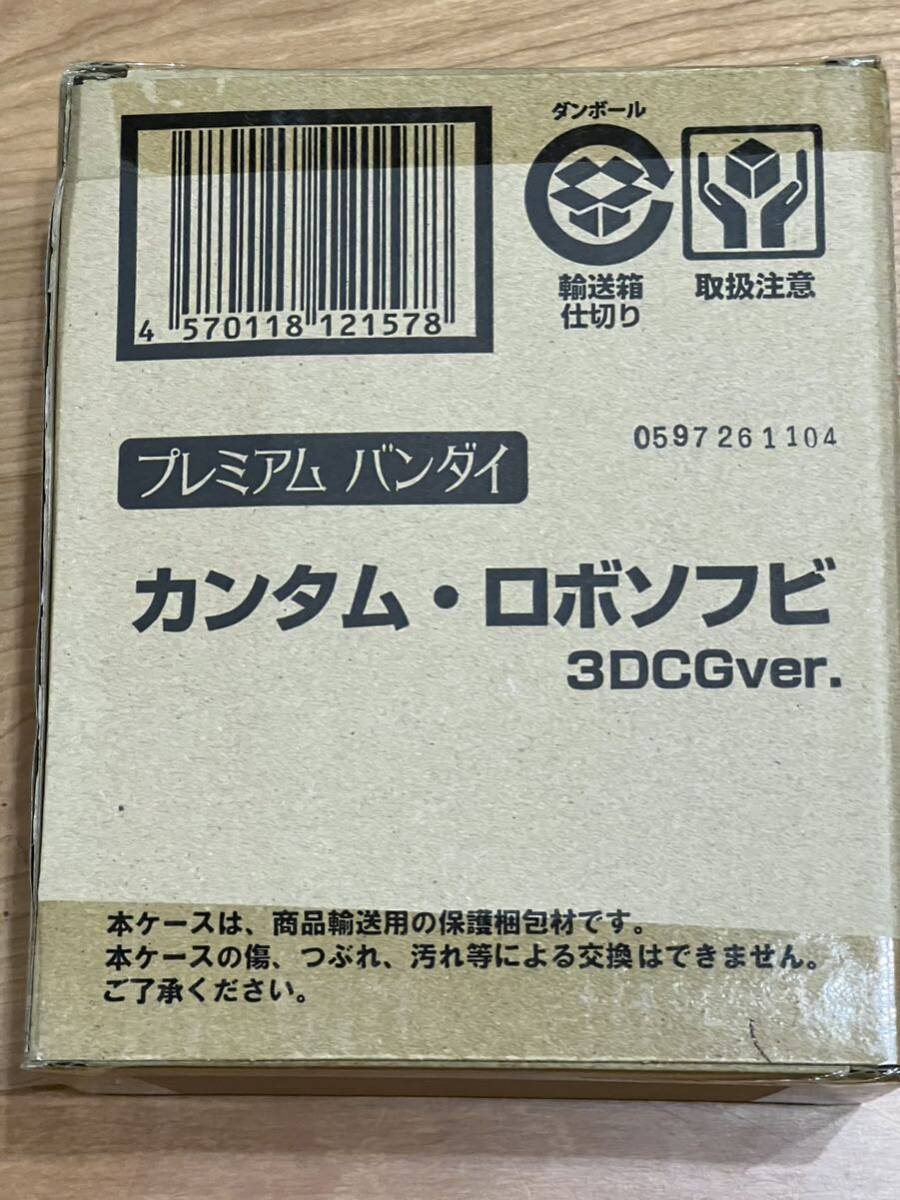 ダンボール
輸送箱
仕切り
取扱注意
4 570118 121578
0597261104
プレミアム バンダイ
カンタム・ロボソフビ
3DCGver.
本ケースは、商品輸送用の保護梱包材です。
本ケースの傷、つぶれ、汚れ等による交換はできません。
ご了承ください。